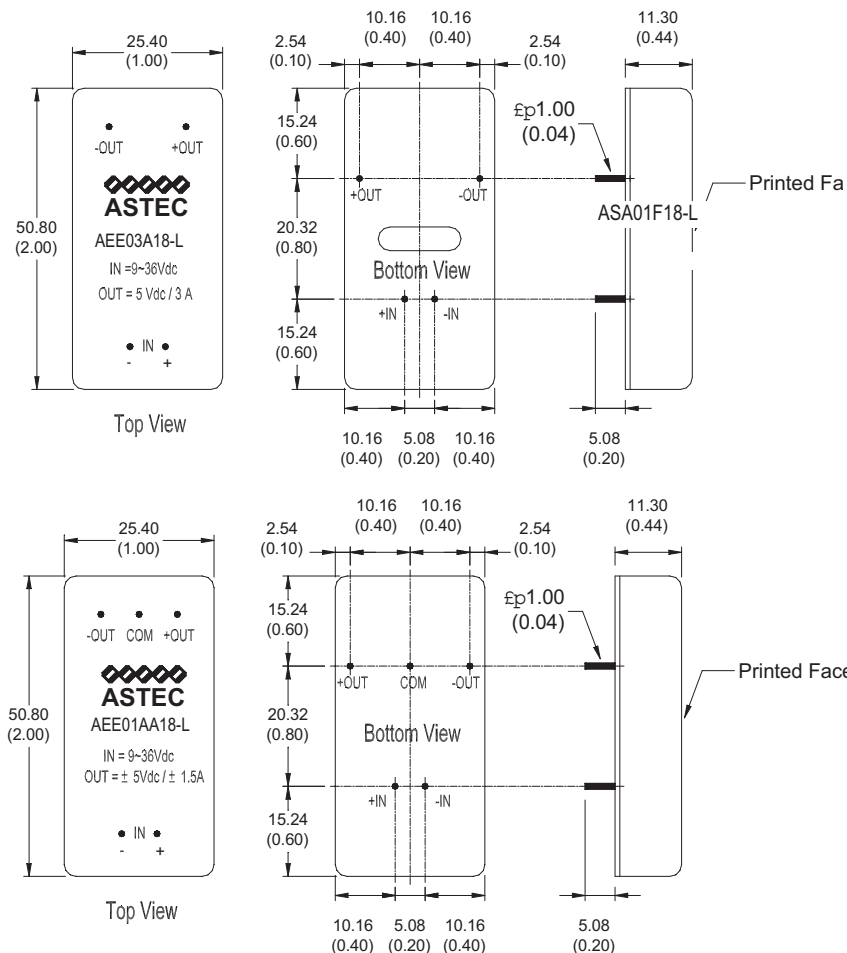 10.16 10.16 11.30
(0.40) (0.40) (0.44)
25.40 2.54 2.54
(1.00) (0.10) (0.10)
-OUT +OUT
ASTEC
AEE03A18-L
IN =9~36Vdc
OUT = 5 Vdc / 3 A
IN
- +
50.80
(2.00)
Top View
15.24
(0.60)
20.32
(0.80)
15.24
(0.60)
+OUT -OUT
Bottom View
+IN -IN
10.16 5.08 10.16
(0.40) (0.20) (0.40)
£p1.00
(0.04)
ASA01F18-L
Printed Fa
5.08
(0.20)
10.16 10.16 11.30
(0.40) (0.40) (0.44)
25.40 2.54 2.54
(1.00) (0.10) (0.10)
-OUT COM +OUT
ASTEC
AEE01AA18-L
IN = 9~36Vdc
OUT = ± 5Vdc / ± 1.5A
IN
- +
50.80
(2.00)
Top View
15.24
(0.60)
20.32
(0.80)
15.24
(0.60)
+OUT COM -OUT
Bottom View
+IN -IN
10.16 5.08 10.16
(0.40) (0.20) (0.40)
£p1.00
(0.04)
Printed Face
5.08
(0.20)